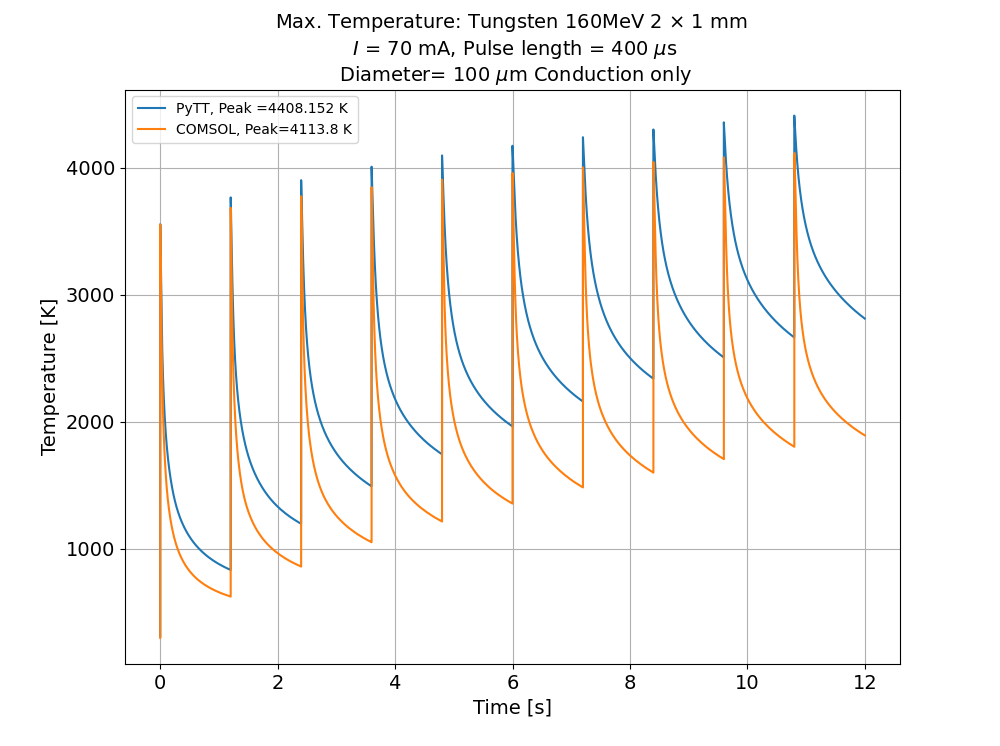 Max. Temperature: Tungsten 160MeV 2 × 1 mm
I = 70 mA, Pulse length = 400 μs
Diameter= 100 μm Conduction only
PyTT, Peak =4408.152 K
COMSOL, Peak=4113.8 K
Temperature [K]
4000
3000
2000
1000
0 2 4 6 8 10 12
Time [s]